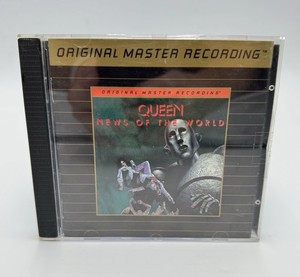 ORIGINAL MASTER RECORDING™
ORIGINAL MASTER RECORDING
QUEEN
NEWS OF THE WORLD